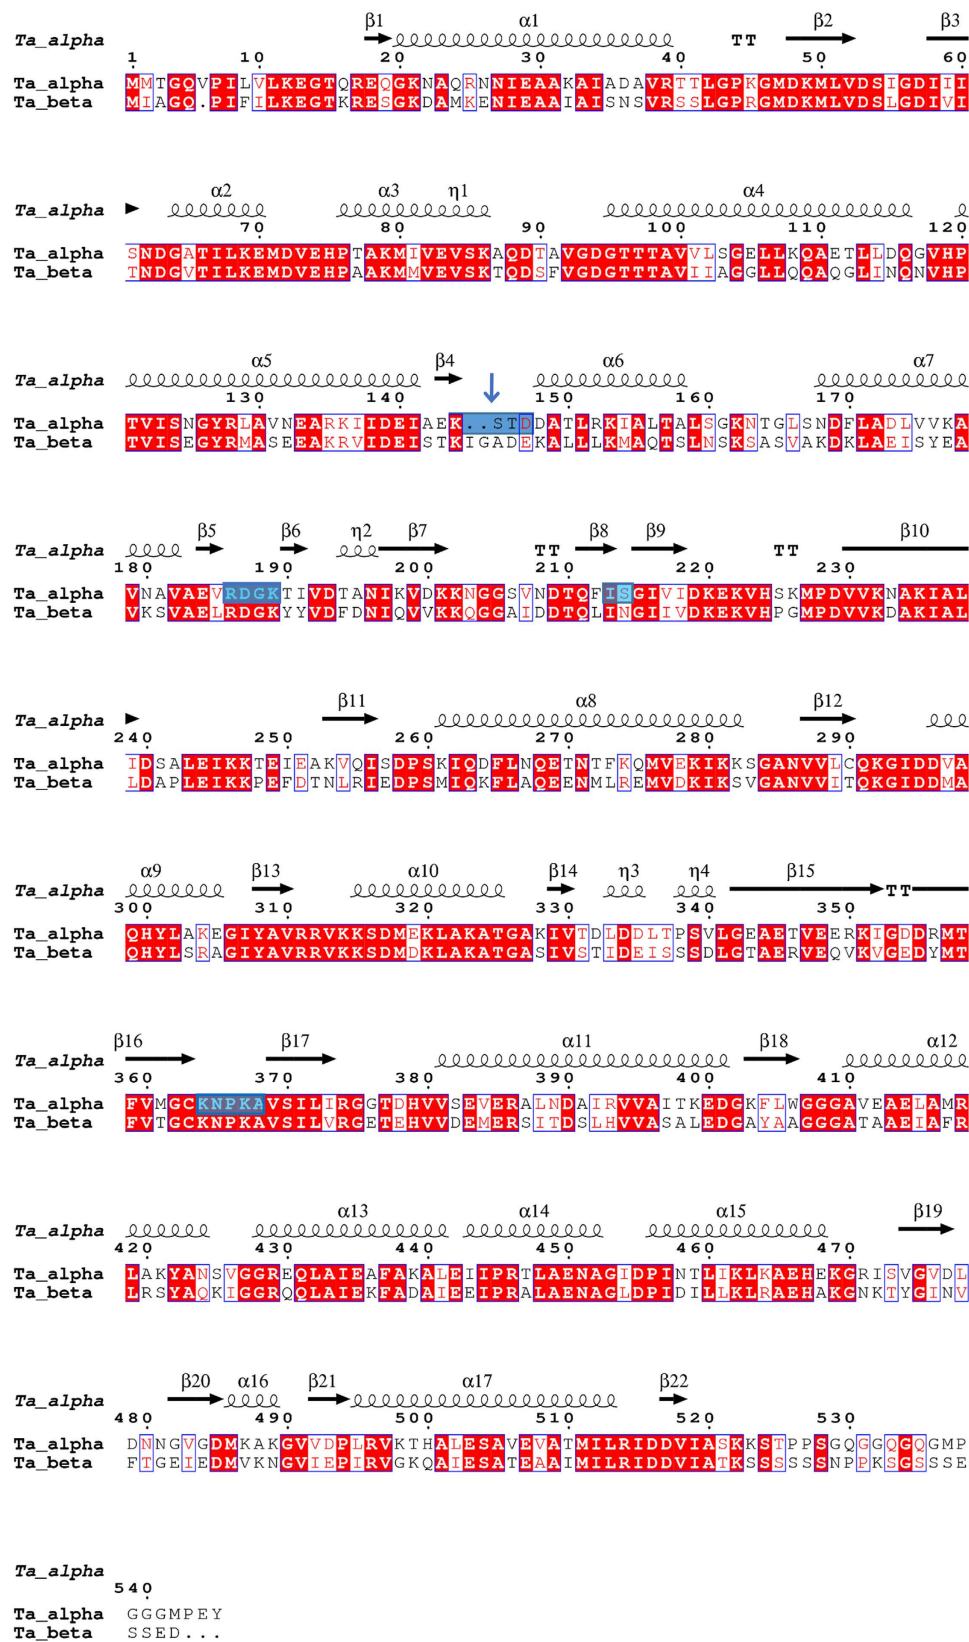 β1 α1 β2 β3
Ta_alpha TT
1 10 20 30 40 50 60
Ta_alpha MMTGQVPILVLKEGTQREQGKNAQRNNIEAAKAIADAVRTTLGPKGMDKMLVDSIGDIII
Ta_beta MIAGQ.PIFILKEGTKRESGKDAMKENIEAAIAISNSVRSSLGPRGMDKMLVDSLGDIVI
α2 α3 η1 α4
Ta_alpha
70 80 90 100 110 120
Ta_alpha SNDGATILKEMDVEHPTAKMIVEVSKAQDTAVGDGTTTAVVLSGELLKQAETLLDQGVHP
Ta_beta TNDGVTILKEMDVEHPAAKMMVEVSKTQDSFVGDGTTTAVIIAGGLLQQAQGLINQNVHP
α5 β4 α6 α7
Ta_alpha
130 140 150 160 170
Ta_alpha TVISNGYRLAVNEARKIIDEIAEK..STDDATLRKIALTALSGKNTGLSNDFLADLVVKA
Ta_beta TVISEGYRMASEEAKRVIDEISTKIGADEKALLLKMAQTSLNSKSASVAKDKLAEISYEA
β5 β6 η2 β7 β8 β9 β10
Ta_alpha TT TT
180 190 200 210 220 230
Ta_alpha VNAVAEVRDGKTIVDTANIKVDKKNGGSVNDTQFISGIVIDKEKVHSKMPDVVKNAKIAL
Ta_beta VKSVAELRDGKYYVDFDNIQVVKKQGGAIDDTQLINGIIVDKEKVHPGMPDVVKDAKIAL
β11 α8 β12
Ta_alpha
240 250 260 270 280 290
Ta_alpha IDSALEIKKTEIEAKVQISDPSKIQDFLNQETNTFKQMVEKIKKSGANVVLCQKGIDDVA
Ta_beta LDAPLEIKKPEFDTNLRIEDPSMIQKFLAQEENMLREMVDKIKSVGANVVITQKGIDDMA
α9 β13 α10 β14 η3 η4 β15
Ta_alpha TT
300 310 320 330 340 350
Ta_alpha QHYLAKEGIYAVRRVKKSDMEKLAKATGAKIVTDLDDLTPSVLGEAETVEERKIGDDRMT
Ta_beta QHYLSRAGIYAVRRVKKSDMDKLAKATGASIVSTIDEISSSDLGTAERVEQVKVGEDYMT
β16 β17 α11 β18 α12
Ta_alpha
360 370 380 390 400 410
Ta_alpha FVMGCKNPKAVSILIRGGTDHVVSEVERALNDAIRVVAITKEDGKFLWGGGAVEAELAMR
Ta_beta FVTGCKNPKAVSILVRGETEHVVDEMERSITDSLHVVASALEDGAYAAGGGATAAEIAFR
α13 α14 α15 β19
Ta_alpha
420 430 440 450 460 470
Ta_alpha LAKYANSVGGREQLAIEAFAKALEIIPRTLAENAGIDPINTLIKLKAEHEKGRISVGVDL
Ta_beta LRSYAQKIGGRQQLAIEKFADAIEEIPRALAENAGLDPIDILLKLRAEHAKGNKTYGINV
β20 α16 β21 α17 β22
Ta_alpha
480 490 500 510 520 530
Ta_alpha DNNGVGDMKAKGVVDPLRVKTHALESAVEVATMILRIDDVIASKKSTPPSGQGGQGQGMP
Ta_beta FTGEIEDMVKNGVIEPIRVGKQAIESATEAAIMILRIDDVIATKSSSSSSNPPKSGSSSE
Ta_alpha
540
Ta_alpha GGGMPEY
Ta_beta SSED...